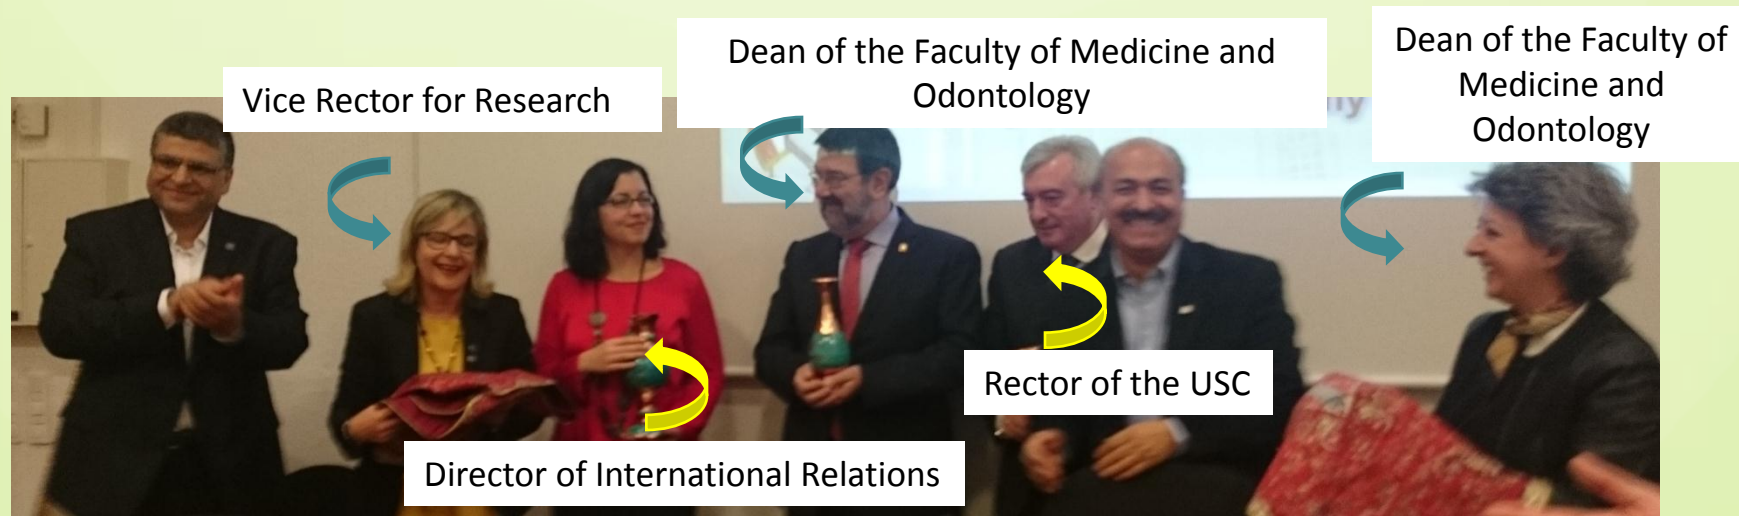 Vice Rector for Research
Dean of the Faculty of Medicine and
Odontology
Dean of the Faculty of
Medicine and
Odontology
Rector of the USC
Director of International Relations